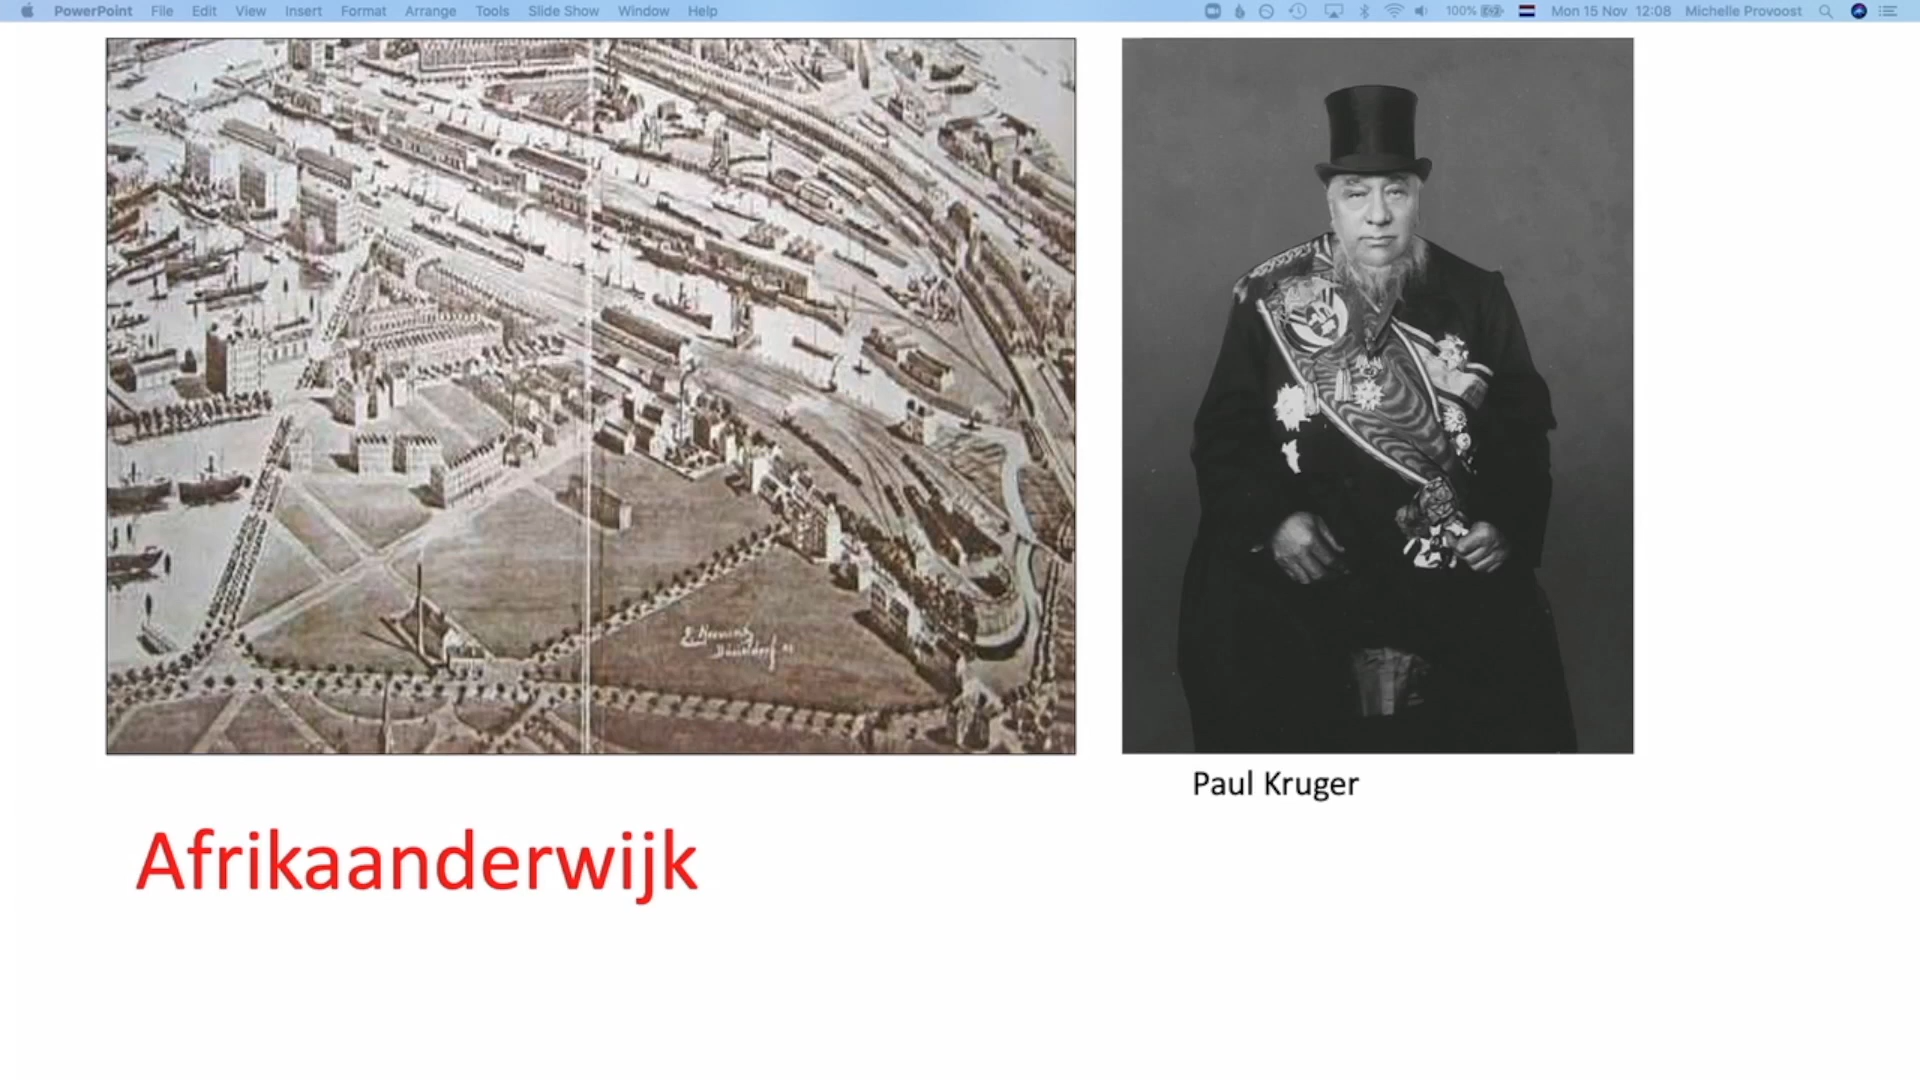 PowerPoint File Edit View Insert Format Arrange Tools Slide Show Window Help 100% Mon 15 Nov 12:08 Michelle Provoost
Düsseldorf
Paul Kruger
Afrikaanderwijk